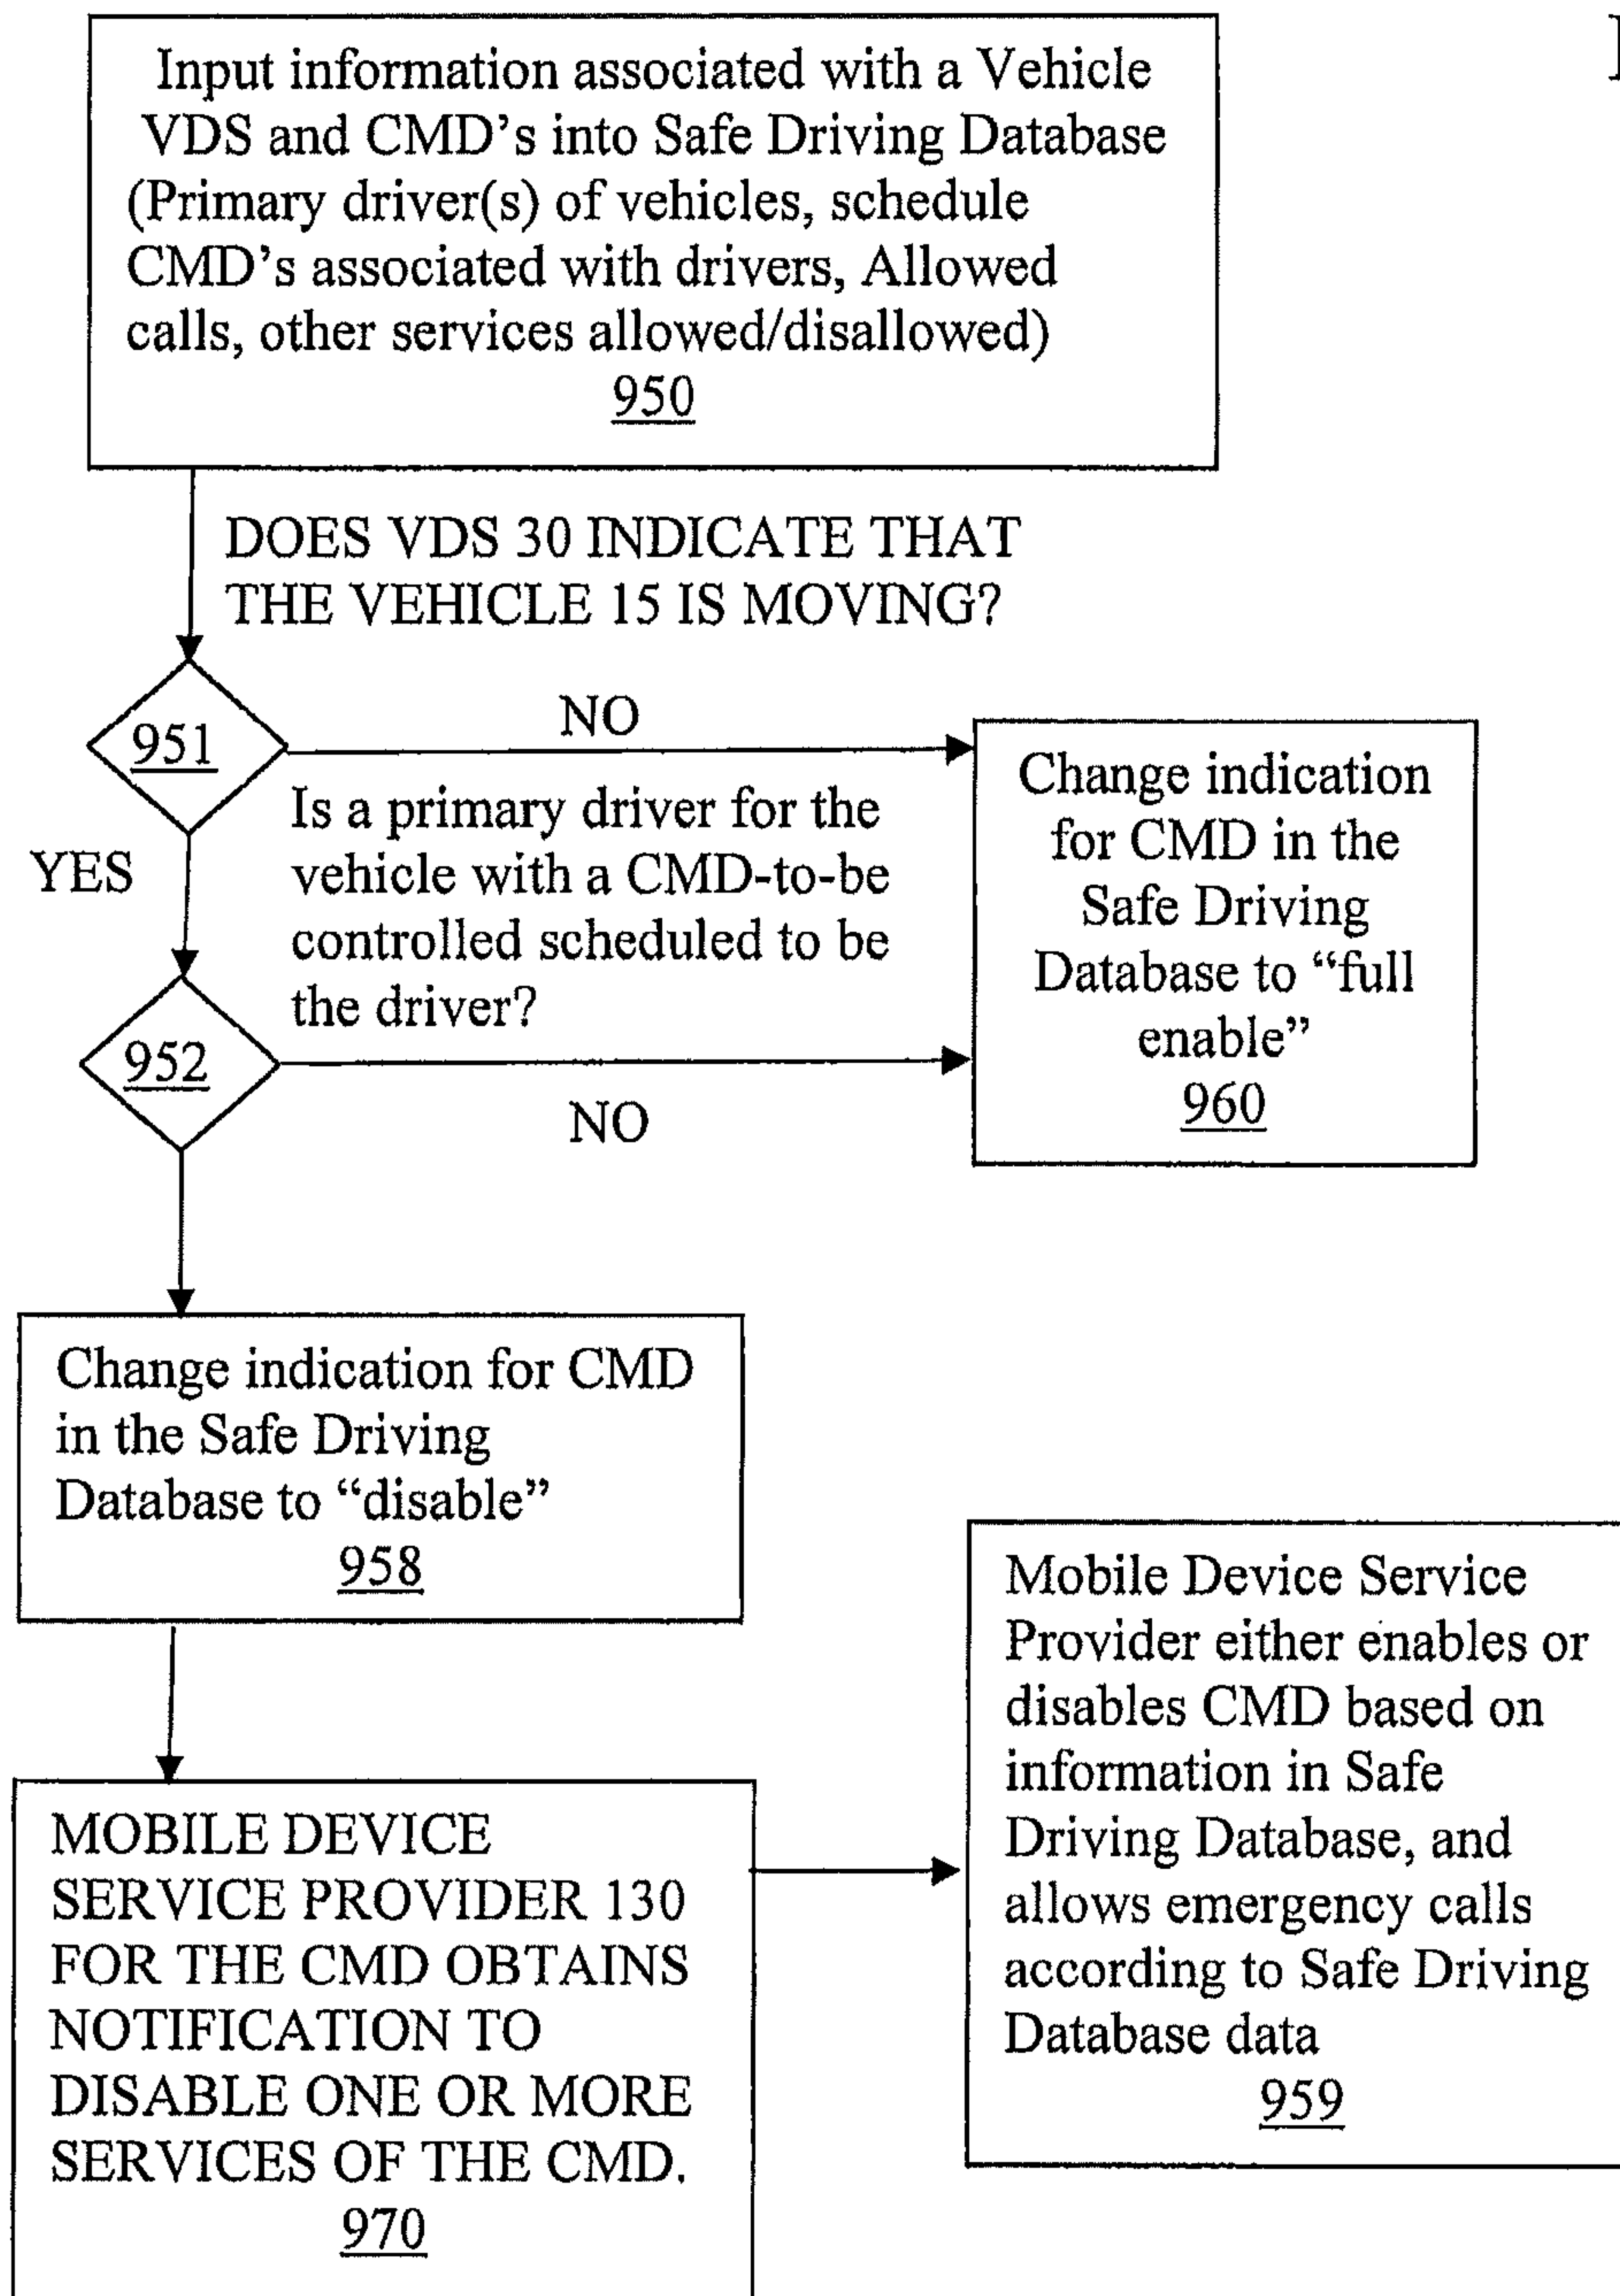 Input information associated with a Vehicle
VDS and CMD's into Safe Driving Database
(Primary driver(s) of vehicles, schedule
CMD's associated with drivers, Allowed
calls, other services allowed/disallowed)
950
DOES VDS 30 INDICATE THAT
THE VEHICLE 15 IS MOVING?
951
NO
YES
Is a primary driver for the
vehicle with a CMD-to-be
controlled scheduled to be
the driver?
Change indication
for CMD in the
Safe Driving
Database to “full
enable”
960
952
NO
Change indication for CMD
in the Safe Driving
Database to “disable”
958
Mobile Device Service
Provider either enables or
disables CMD based on
information in Safe
Driving Database, and
allows emergency calls
according to Safe Driving
Database data
959
MOBILE DEVICE
SERVICE PROVIDER 130
FOR THE CMD OBTAINS
NOTIFICATION TO
DISABLE ONE OR MORE
SERVICES OF THE CMD.
970